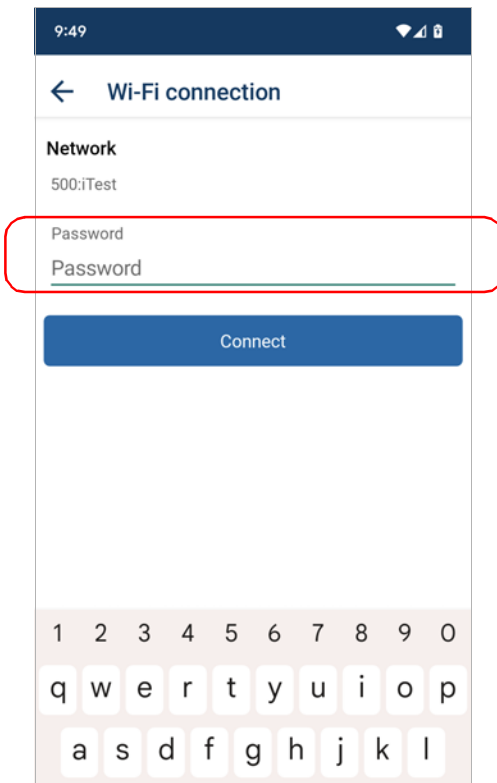 9:49
Wi-Fi connection
Network
500:iTest
Password
Password
Connect
1 2 3 4 5 6 7 8 9 0
q w e r t y u i o p
a s d f g h j k l